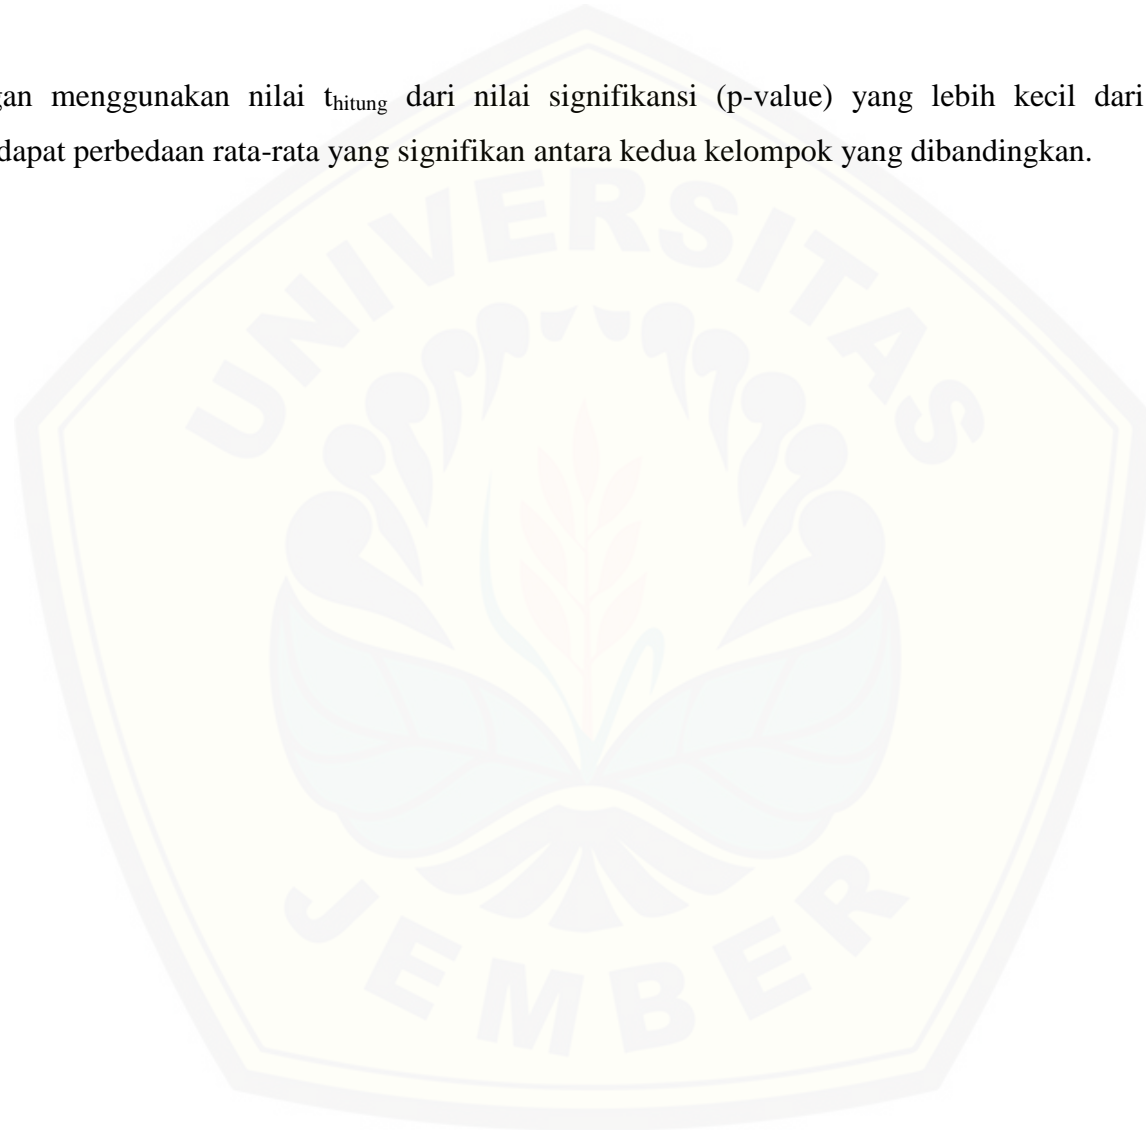 gan menggunakan nilai thitung dari nilai signifikansi (p-value) yang lebih kecil dari
dapat perbedaan rata-rata yang signifikan antara kedua kelompok yang dibandingkan.
UNIVERSITAS
JEMBER